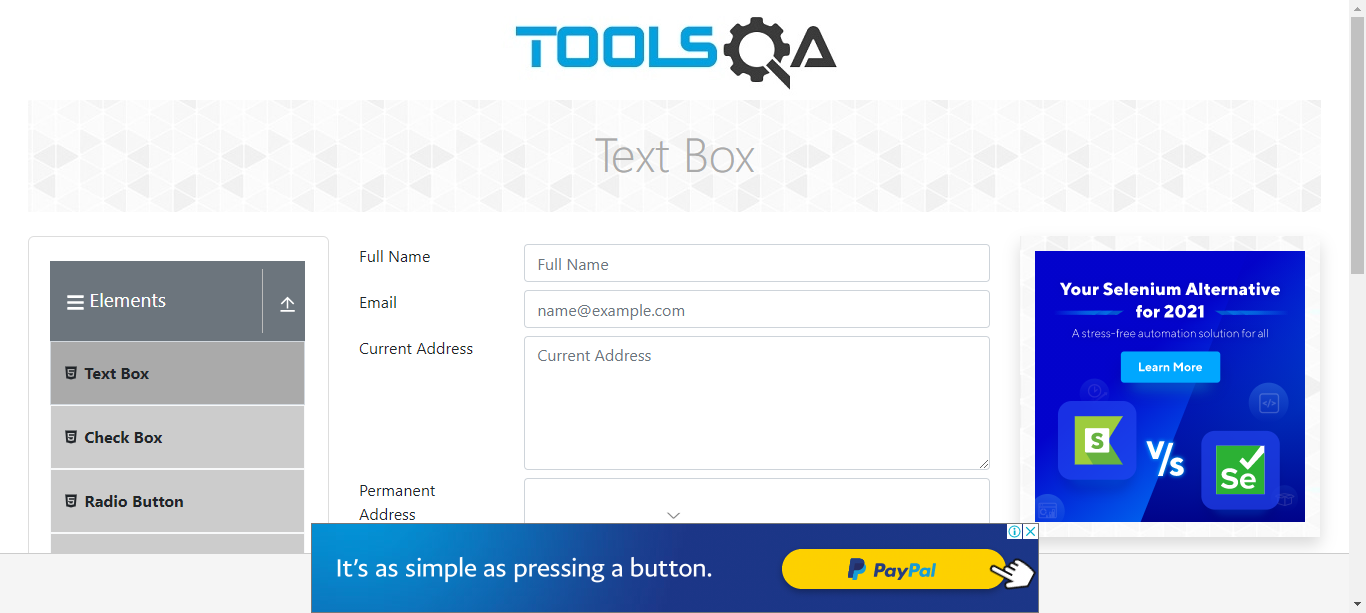 TOOLSQA
Text Box
Elements
Text Box
Check Box
Radio Button
Full Name
Full Name
Email
name@example.com
Current Address
Current Address
Permanent
Address
Your Selenium Alternative
for 2021
A stress-free automation solution for all
Learn More
S
V/s
Se
It's as simple as pressing a button.
PayPal